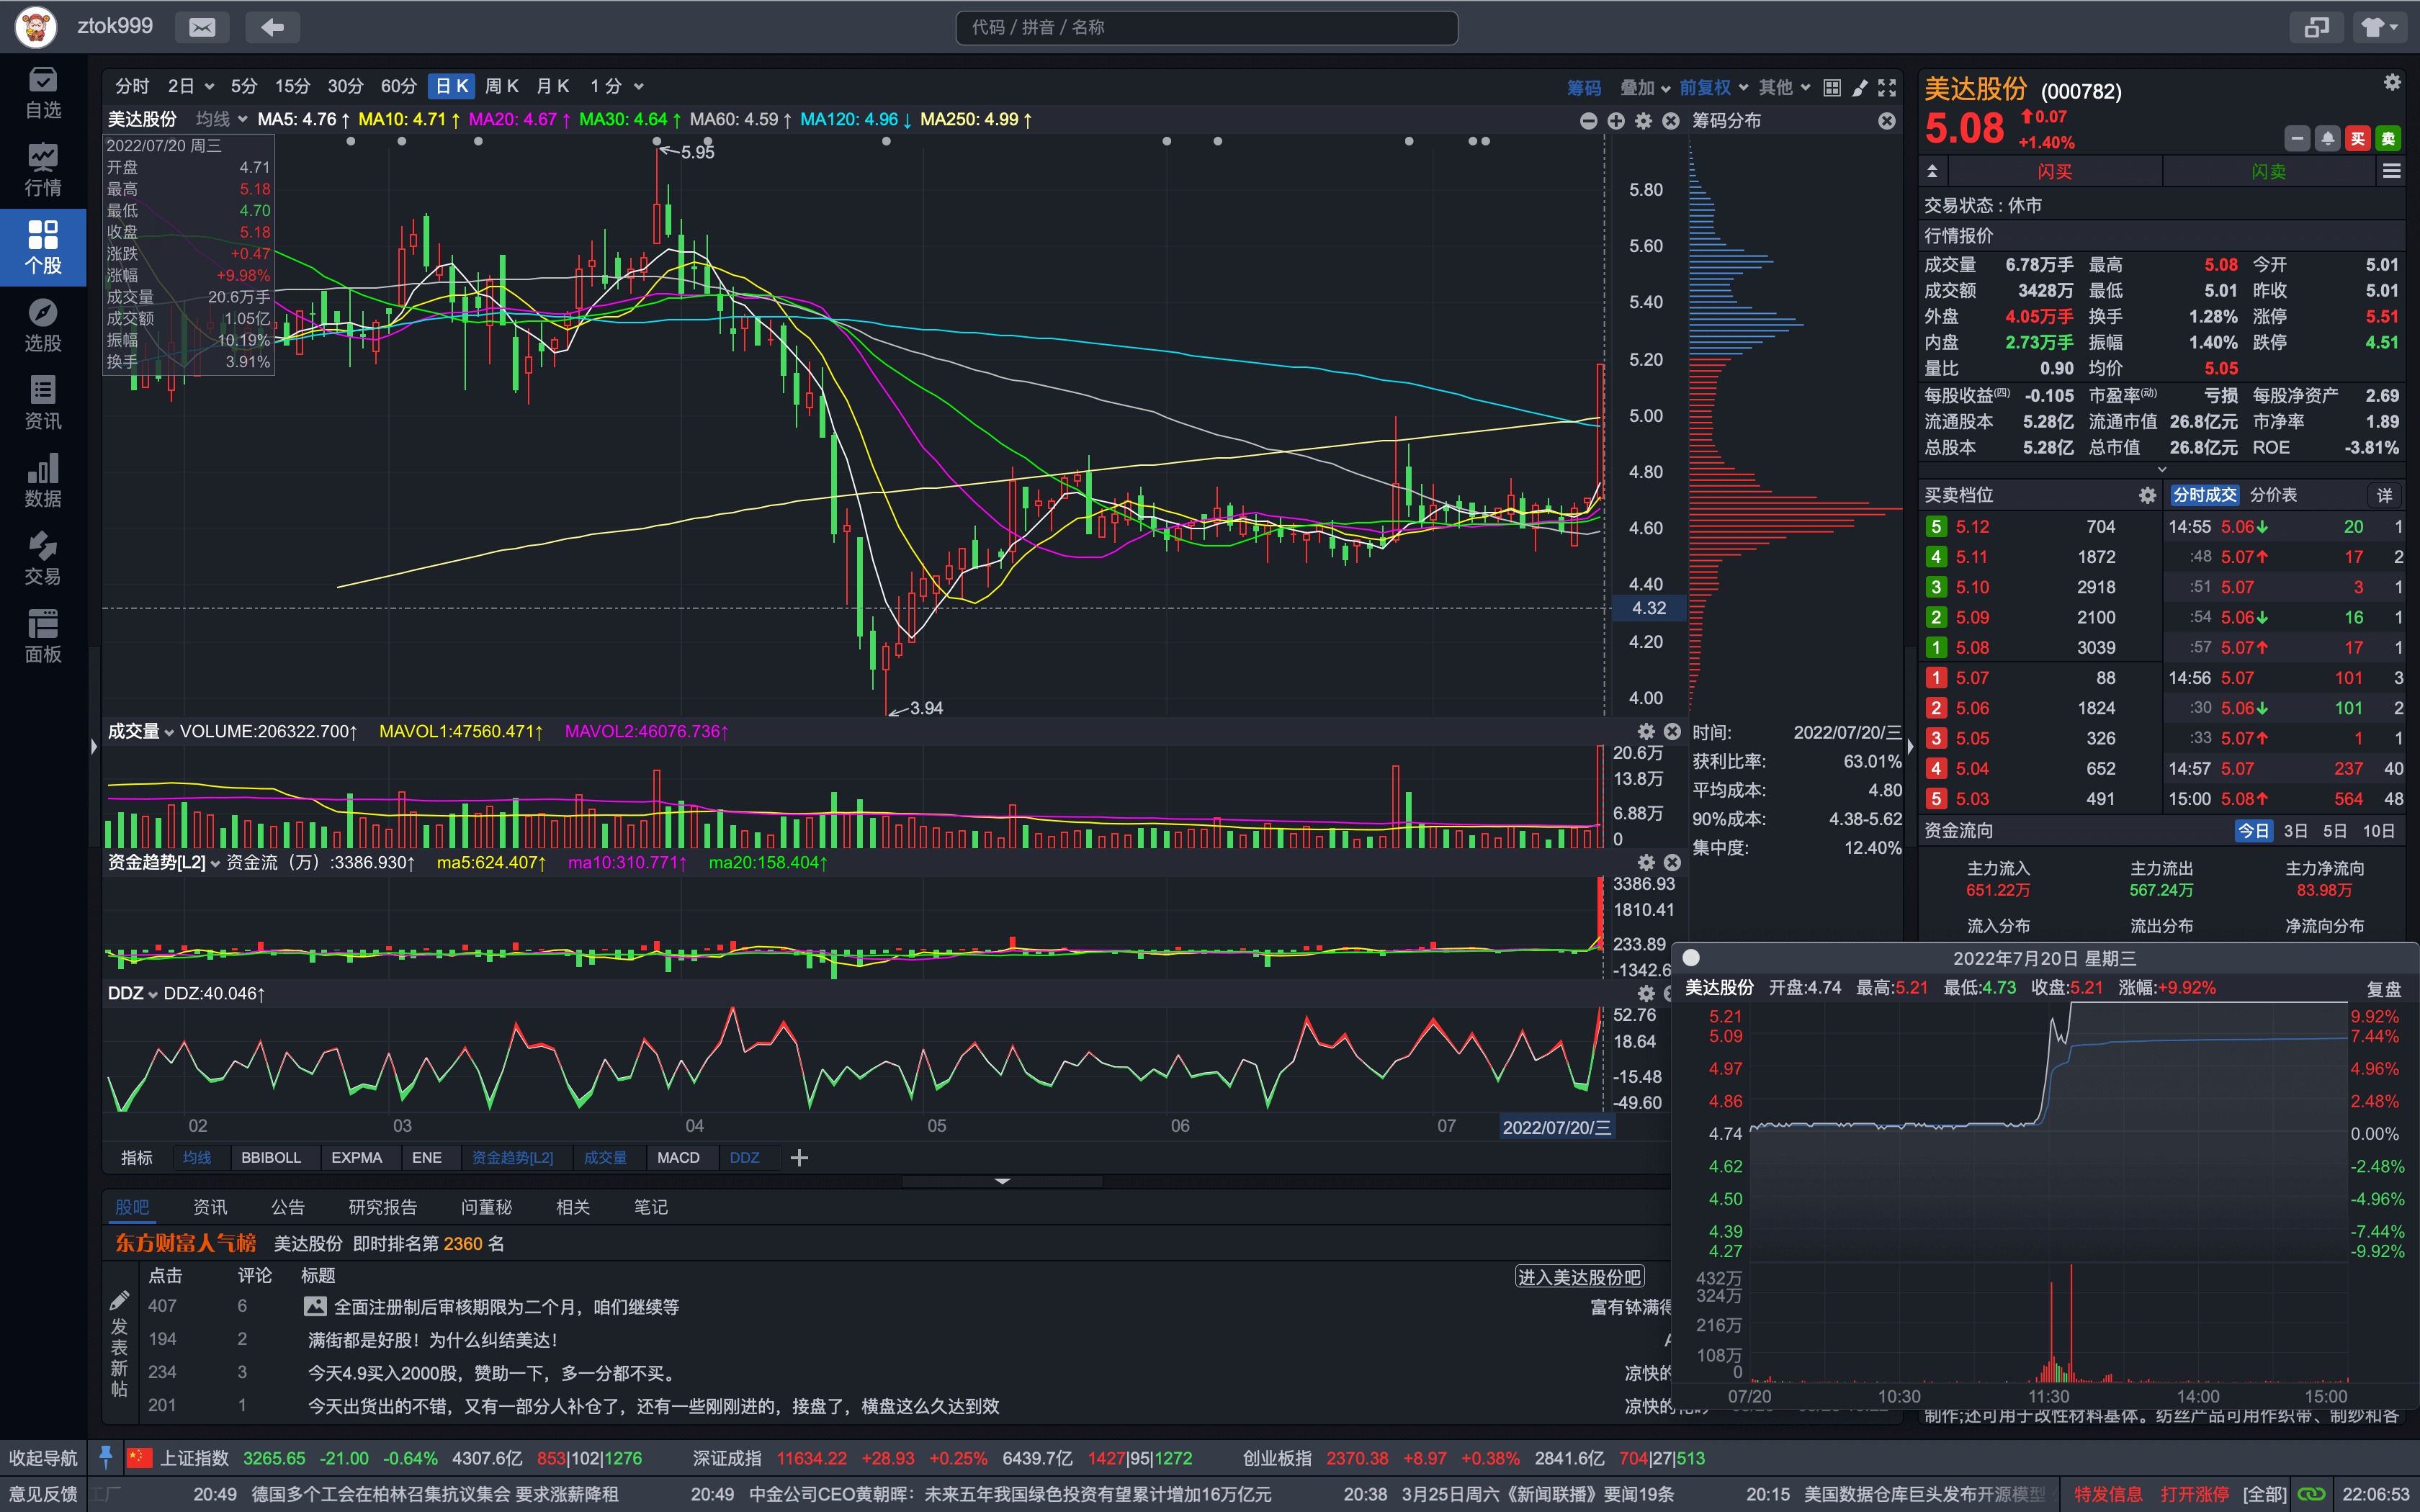 ztok999
代码 / 拼音 / 名称
自选
行情
个股
选股
资讯
数据
交易
面板
收起导航
意见反馈
分时 2日 5分 15分 30分 60分 日K 周K 月K 1分 筹码 叠加 前复权 其他
美达股份 均线 MA5: 4.76↑ MA10: 4.71↑ MA20: 4.67↑ MA30: 4.64↑ MA60: 4.59↑ MA120: 4.96↓ MA250: 4.99↑
2022/07/20 周三
开盘 4.71
最高 5.18
最低 4.70
收盘 5.18
涨跌 +0.47
涨幅 +9.98%
成交量 20.6万手
成交额 1.05亿
振幅 10.19%
换手 3.91%
5.95
3.94
5.80
5.60
5.40
5.20
5.00
4.80
4.60
4.40
4.32
4.20
4.00
筹码分布
时间: 2022/07/20/三
获利比率: 63.01%
平均成本: 4.80
90%成本: 4.38-5.62
集中度: 12.40%
成交量 VOLUME:206322.700↑ MAVOL1:47560.471↑ MAVOL2:46076.736↑
20.6万
13.8万
6.88万
0
资金趋势[L2] 资金流（万）:3386.930↑ ma5:624.407↑ ma10:310.771↑ ma20:158.404↑
3386.93
1810.41
233.89
-1342.6
DDZ DDZ:40.046↑
52.76
18.64
-15.48
-49.60
02 03 04 05 06 07 2022/07/20/三
指标 均线 BBIBOLL EXPMA ENE 资金趋势[L2] 成交量 MACD DDZ
股吧 资讯 公告 研究报告 问董秘 相关 笔记
东方财富人气榜 美达股份 即时排名第 2360 名
点击 评论 标题 进入美达股份吧
发表新帖
407 6 全面注册制后审核期限为二个月，咱们继续等 富有钵满得
194 2 满街都是好股！为什么纠结美达！
234 3 今天4.9买入2000股，赞助一下，多一分都不买。 凉快的
201 1 今天出货出的不错，又有一部分人补仓了，还有一些刚刚进的，接盘了，横盘这么久达到效 凉快的
美达股份 (000782)
5.08 0.07
+1.40%
买 卖
闪买 闪卖
交易状态 : 休市
行情报价
成交量 6.78万手 最高 5.08 今开 5.01
成交额 3428万 最低 5.01 昨收 5.01
外盘 4.05万手 换手 1.28% 涨停 5.51
内盘 2.73万手 振幅 1.40% 跌停 4.51
量比 0.90 均价 5.05
每股收益(四) -0.105 市盈率(动) 亏损 每股净资产 2.69
流通股本 5.28亿 流通市值 26.8亿元 市净率 1.89
总股本 5.28亿 总市值 26.8亿元 ROE -3.81%
买卖档位 分时成交 分价表 详
5 5.12 704 14:55 5.06↓ 20 1
4 5.11 1872 :48 5.07↑ 17 2
3 5.10 2918 :51 5.07 3 1
2 5.09 2100 :54 5.06↓ 16 1
1 5.08 3039 :57 5.07↑ 17 1
1 5.07 88 14:56 5.07 101 3
2 5.06 1824 :30 5.06↓ 101 2
3 5.05 326 :33 5.07↑ 1 1
4 5.04 652 14:57 5.07 237 40
5 5.03 491 15:00 5.08↑ 564 48
资金流向 今日 3日 5日 10日
主力流入 主力流出 主力净流向
651.22万 567.24万 83.98万
流入分布 流出分布 净流向分布
2022年7月20日 星期三
美达股份 开盘:4.74 最高:5.21 最低:4.73 收盘:5.21 涨幅:+9.92% 复盘
5.21 9.92%
5.09 7.44%
4.97 4.96%
4.86 2.48%
4.74 0.00%
4.62 -2.48%
4.50 -4.96%
4.39 -7.44%
4.27 -9.92%
432万
324万
216万
108万
0
07/20 10:30 11:30 14:00 15:00
制作;还可用于改性材料基体。纺丝产品可用作织带、制纱和各
上证指数 3265.65 -21.00 -0.64% 4307.6亿 853|102|1276 深证成指 11634.22 +28.93 +0.25% 6439.7亿 1427|95|1272 创业板指 2370.38 +8.97 +0.38% 2841.6亿 704|27|513
20:49 德国多个工会在柏林召集抗议集会 要求涨薪降租 20:49 中金公司CEO黄朝晖：未来五年我国绿色投资有望累计增加16万亿元 20:38 3月25日周六《新闻联播》要闻19条 20:15 美国数据仓库巨头发布开源模型 特发信息 打开涨停 [全部] 22:06:53